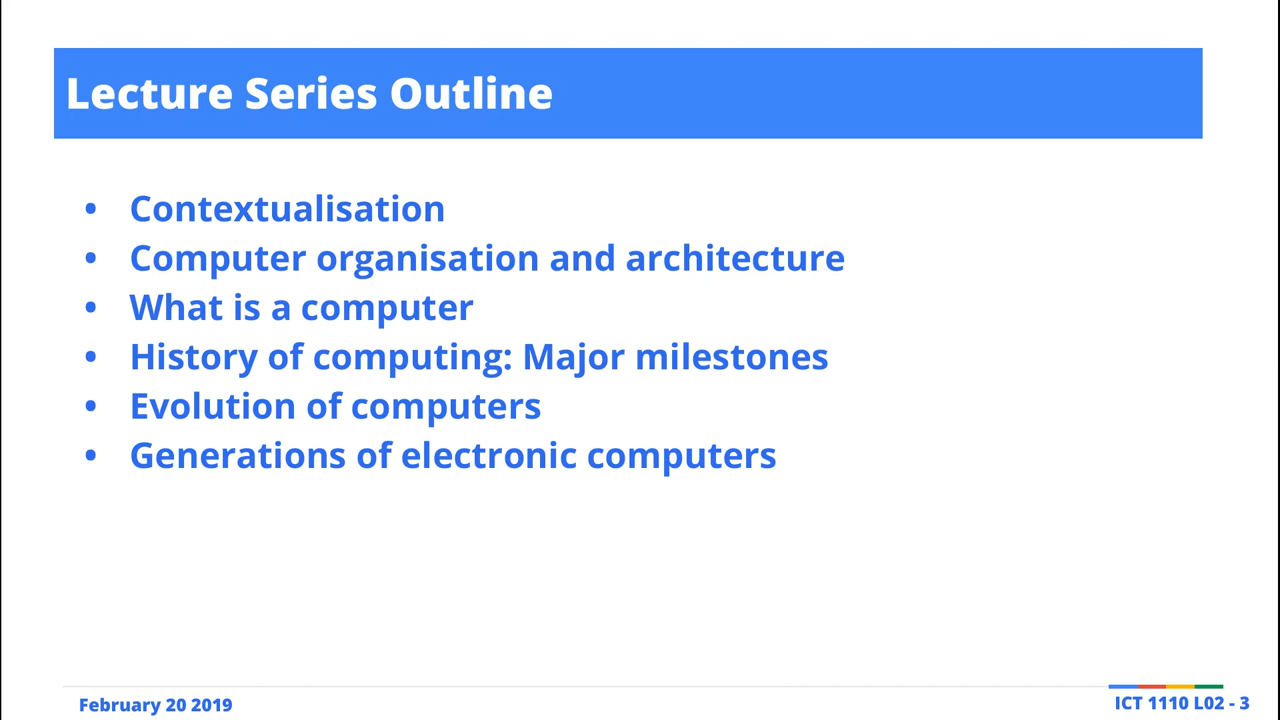 Lecture Series Outline
• Contextualisation
• Computer organisation and architecture
• What is a computer
• History of computing: Major milestones
• Evolution of computers
• Generations of electronic computers
February 20 2019
ICT 1110 L02 - 3